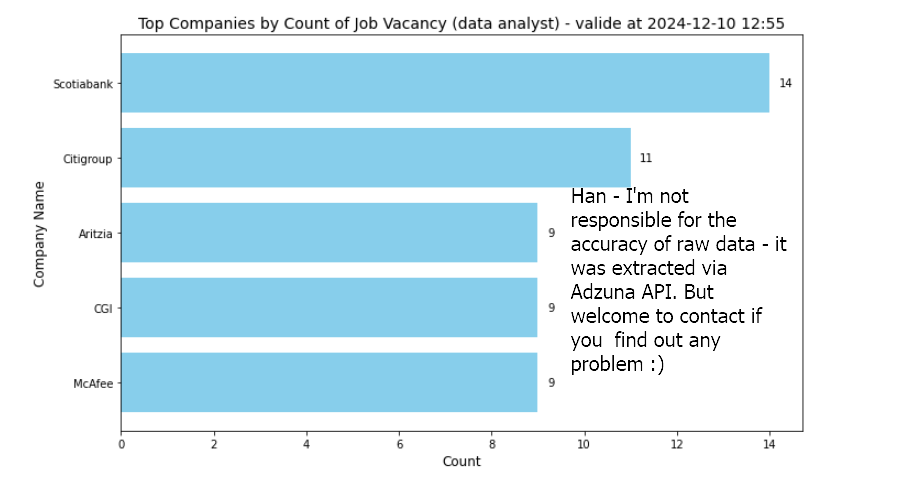 Top Companies by Count of Job Vacancy (data analyst) - valide at 2024-12-10 12:55
Company Name
Scotiabank
14
Citigroup
11
Aritzia
9
CGI
9
McAfee
9
Han - I'm not
responsible for the
accuracy of raw data - it
was extracted via
Adzuna API. But
welcome to contact if
you  find out any
problem :)
0 2 4 6 8 10 12 14
Count